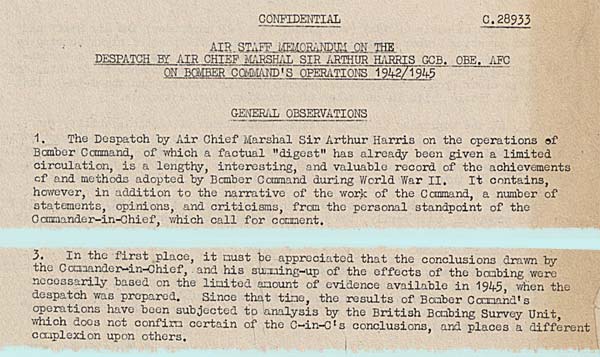 CONFIDENTIAL C.28933
AIR STAFF MEMORANDUM ON THE
DESPATCH BY AIR CHIEF MARSHAL SIR ARTHUR HARRIS GCB. OBE. AFC
ON BOMBER COMMAND'S OPERATIONS 1942/1945
GENERAL OBSERVATIONS
1. The Despatch by Air Chief Marshal Sir Arthur Harris on the operations of
Bomber Command, of which a factual "digest" has already been given a limited
circulation, is a lengthy, interesting, and valuable record of the achievements
of and methods adopted by Bomber Command during World War II. It contains,
however, in addition to the narrative of the work of the Command, a number of
statements, opinions, and criticisms, from the personal standpoint of the
Commander-in-Chief, which call for comment.
3. In the first place, it must be appreciated that the conclusions drawn by
the Commander-in-Chief, and his summing-up of the effects of the bombing were
necessarily based on the limited amount of evidence available in 1945, when the
despatch was prepared. Since that time, the results of Bomber Command's
operations have been subjected to analysis by the British Bombing Survey Unit,
which does not confirm certain of the C-in-C's conclusions, and places a different
complexion upon others.